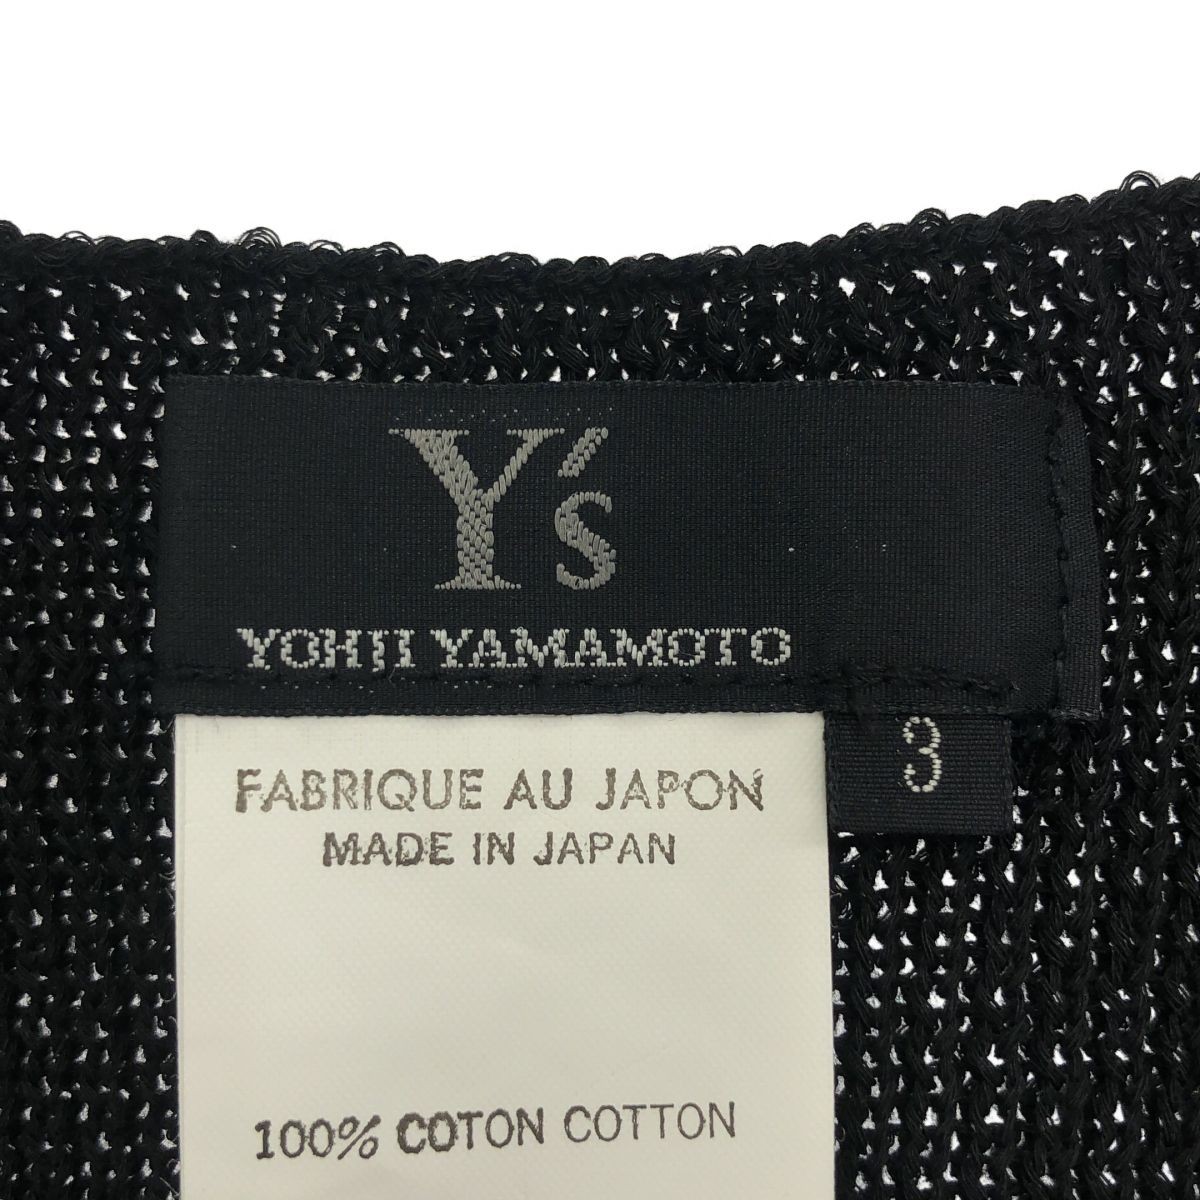 Y's
YOHJI YAMAMOTO
3
FABRIQUE AU JAPON
MADE IN JAPAN
100% COTON COTTON